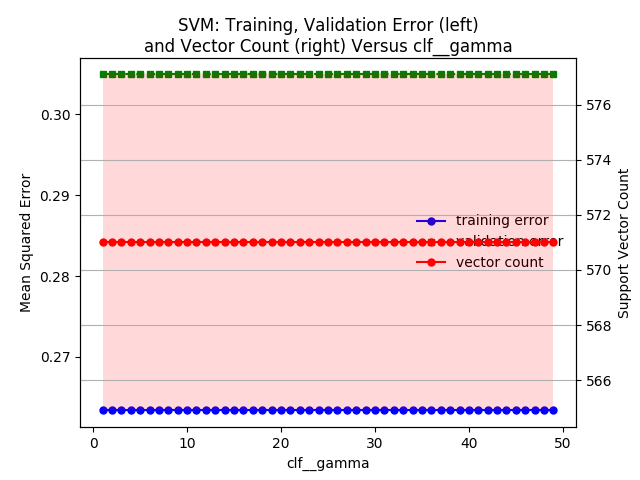 SVM: Training, Validation Error (left)
and Vector Count (right) Versus clf__gamma
Mean Squared Error
0.30
0.29
0.28
0.27
576
574
572
570
568
566
Support Vector Count
training error
validation error
vector count
0 10 20 30 40 50
clf__gamma